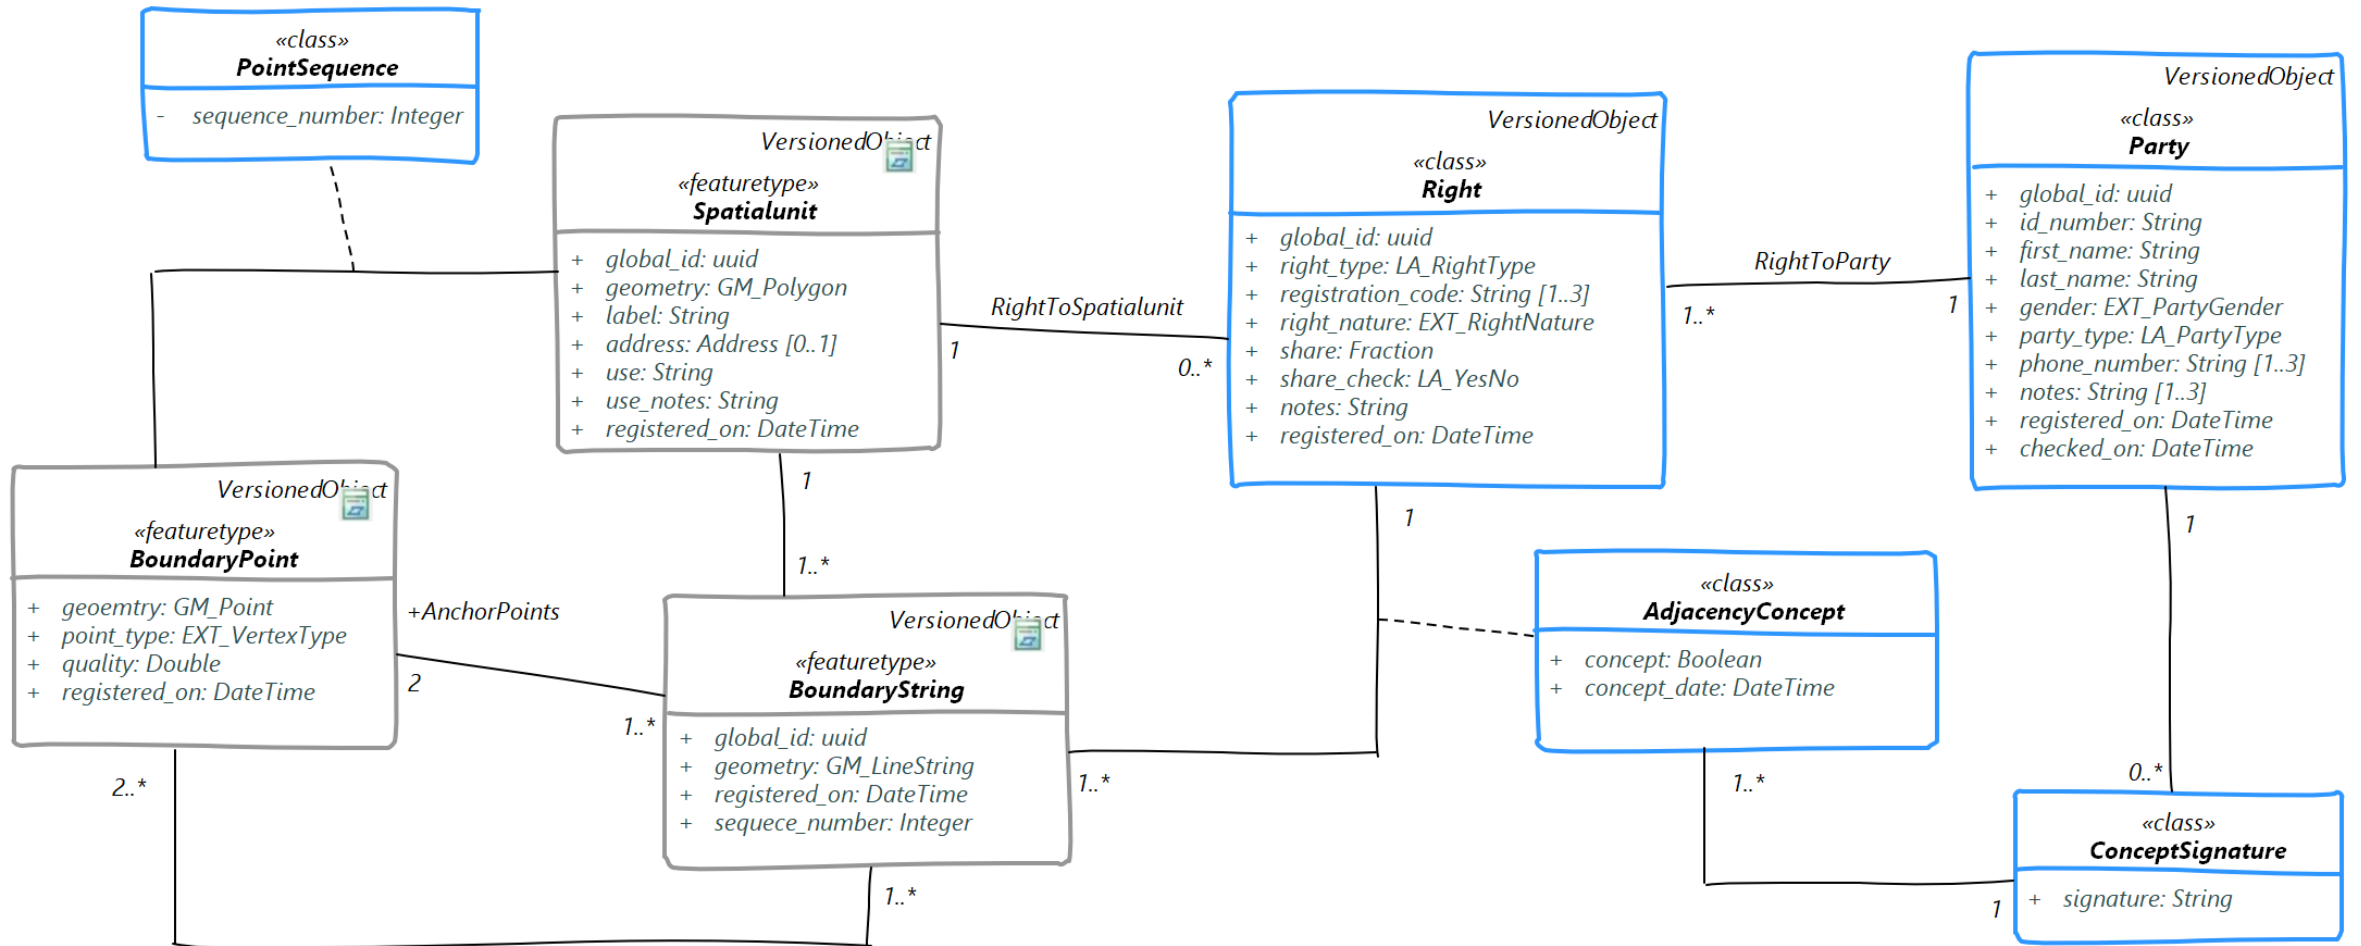 «class»
PointSequence
- sequence_number: Integer
VersionedObject
«featuretype»
Spatialunit
+ global_id: uuid
+ geometry: GM_Polygon
+ label: String
+ address: Address [0..1]
+ use: String
+ use_notes: String
+ registered_on: DateTime
RightToSpatialunit
1
0..*
VersionedObject
«class»
Right
+ global_id: uuid
+ right_type: LA_RightType
+ registration_code: String [1..3]
+ right_nature: EXT_RightNature
+ share: Fraction
+ share_check: LA_YesNo
+ notes: String
+ registered_on: DateTime
RightToParty
1..*
1
VersionedObject
«class»
Party
+ global_id: uuid
+ id_number: String
+ first_name: String
+ last_name: String
+ gender: EXT_PartyGender
+ party_type: LA_PartyType
+ phone_number: String [1..3]
+ notes: String [1..3]
+ registered_on: DateTime
+ checked_on: DateTime
VersionedObject
«featuretype»
BoundaryPoint
+ geoemtry: GM_Point
+ point_type: EXT_VertexType
+ quality: Double
+ registered_on: DateTime
+AnchorPoints
2
1..*
1
1..*
VersionedObject
«featuretype»
BoundaryString
+ global_id: uuid
+ geometry: GM_LineString
+ registered_on: DateTime
+ sequece_number: Integer
2..*
1..*
1
1..*
«class»
AdjacencyConcept
+ concept: Boolean
+ concept_date: DateTime
1..*
1
1
0..*
«class»
ConceptSignature
+ signature: String